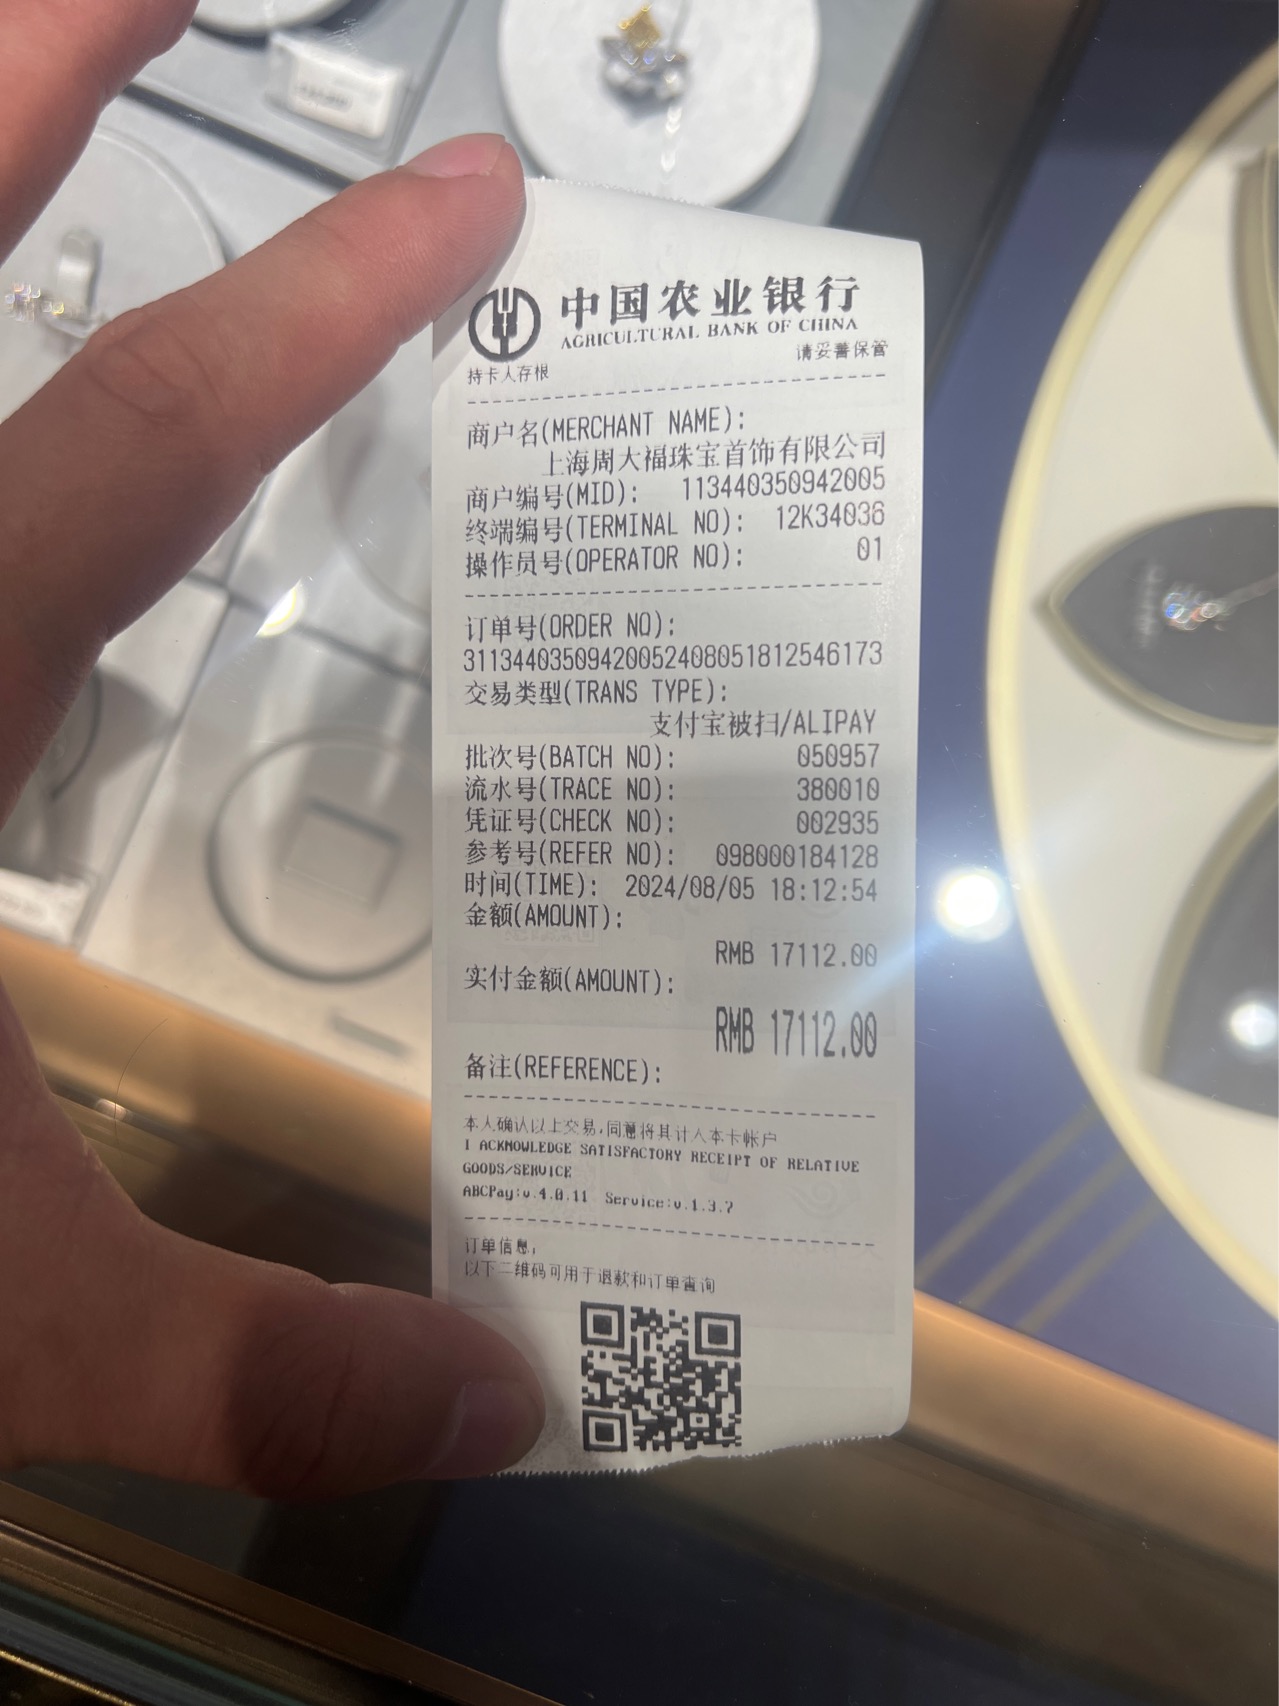 中国农业银行
AGRICULTURAL BANK OF CHINA
请妥善保管
持卡人存根
商户名(MERCHANT NAME):
上海周大福珠宝首饰有限公司
商户编号(MID): 113440350942005
终端编号(TERMINAL NO): 12K34036
操作员号(OPERATOR NO): 01
订单号(ORDER NO):
31134403509420052408051812546173
交易类型(TRANS TYPE):
支付宝被扫/ALIPAY
批次号(BATCH NO): 050957
流水号(TRACE NO): 380010
凭证号(CHECK NO): 002935
参考号(REFER NO): 098000184128
时间(TIME): 2024/08/05 18:12:54
金额(AMOUNT):
RMB 17112.00
实付金额(AMOUNT):
RMB 17112.00
备注(REFERENCE):
本人确认以上交易,同意将其计入本卡帐户
I ACKNOWLEDGE SATISFACTORY RECEIPT OF RELATIVE
GOODS/SERVICE
ABCPay:v.4.0.11 Service:v.1.3.7
订单信息,
以下二维码可用于退款和订单查询